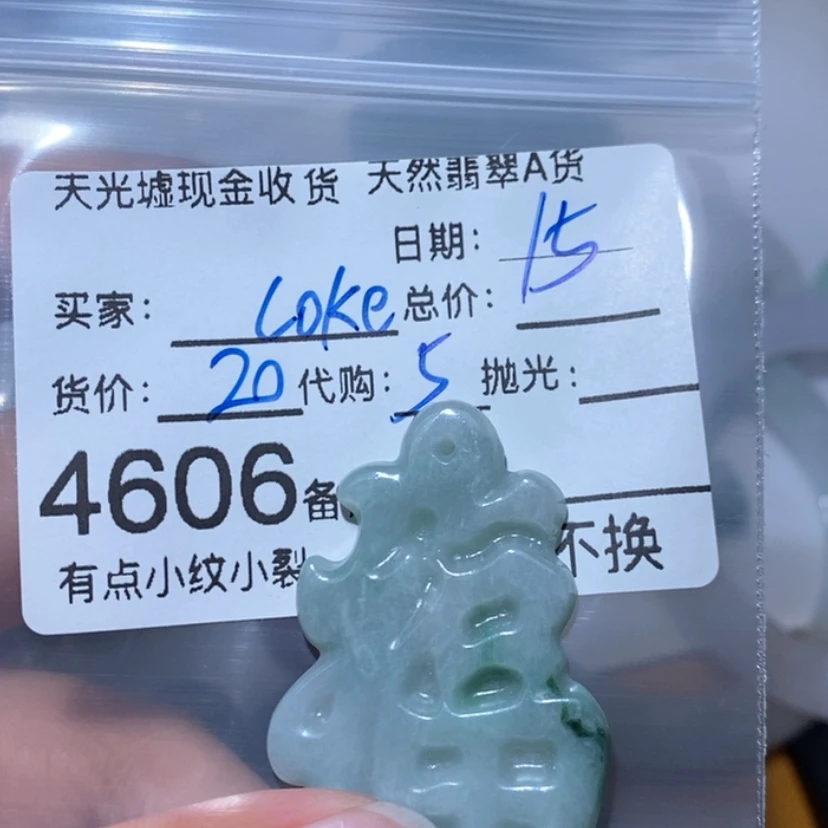 天光墟现金收货 天然翡翠A货
日期: 15
买家: Coke 总价:
货价: 20 代购: 5 抛光:
4606 备
有点小纹小裂 不换